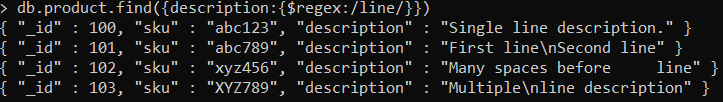 > db.product.find({description:{$regex:/line/}})
{ "_id" : 100, "sku" : "abc123", "description" : "Single line description." }
{ "_id" : 101, "sku" : "abc789", "description" : "First line\nSecond line" }
{ "_id" : 102, "sku" : "xyz456", "description" : "Many spaces before     line" }
{ "_id" : 103, "sku" : "XYZ789", "description" : "Multiple\nline description" }